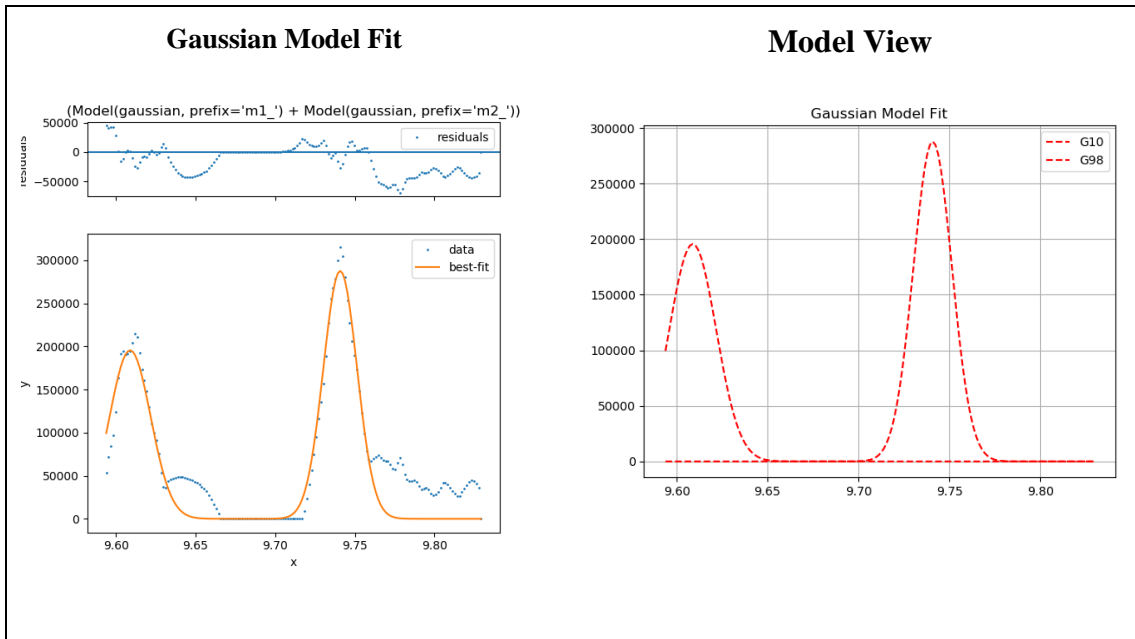 Gaussian Model Fit
(Model(gaussian, prefix='m1_') + Model(gaussian, prefix='m2_'))
50000
0
−50000
residuals
residuals
300000
250000
200000
150000
100000
50000
0
y
data
best-fit
9.60 9.65 9.70 9.75 9.80
x
Model View
Gaussian Model Fit
300000
250000
200000
150000
100000
50000
0
G10
G98
9.60 9.65 9.70 9.75 9.80